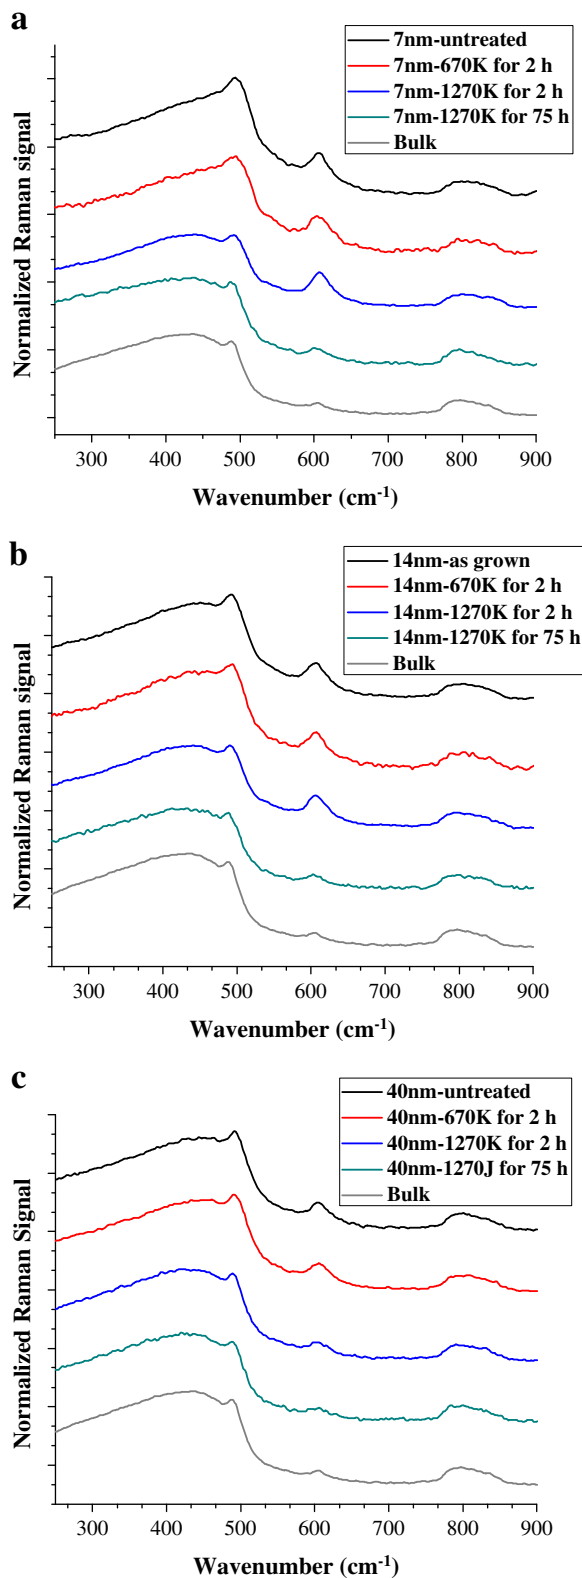 a
7nm-untreated
7nm-670K for 2 h
7nm-1270K for 2 h
7nm-1270K for 75 h
Bulk
Normalized Raman signal
300 400 500 600 700 800 900
Wavenumber (cm⁻¹)
b
14nm-as grown
14nm-670K for 2 h
14nm-1270K for 2 h
14nm-1270K for 75 h
Bulk
Normalized Raman signal
300 400 500 600 700 800 900
Wavenumber (cm⁻¹)
c
40nm-untreated
40nm-670K for 2 h
40nm-1270K for 2 h
40nm-1270J for 75 h
Bulk
Normalized Raman Signal
300 400 500 600 700 800 900
Wavenumber (cm⁻¹)